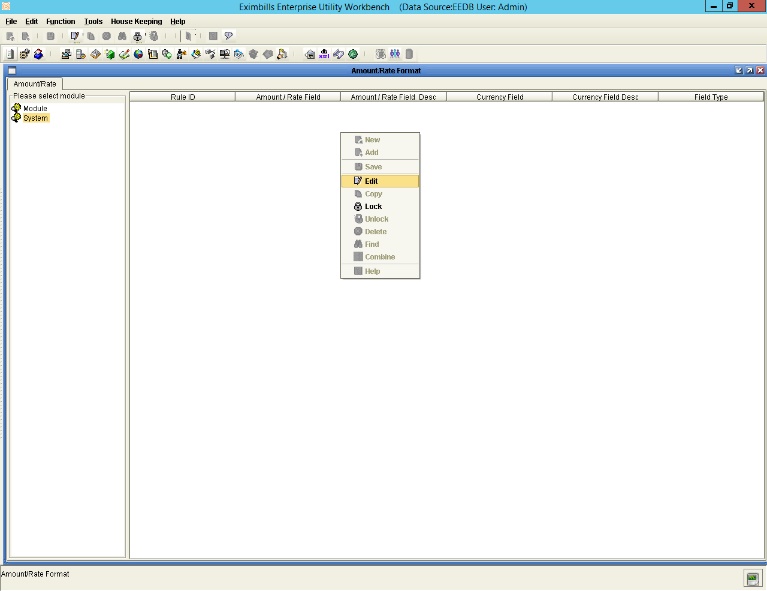 Eximbills Enterprise Utility Workbench (Data Source:EEDB User: Admin)
File Edit Function Tools House Keeping Help
Amount/Rate Format
Amount/Rate
Please select module
Rule ID Amount / Rate Field Amount / Rate Field Desc Currency Field Currency Field Desc Field Type
Module
System
New
Add
Save
Edit
Copy
Lock
Unlock
Delete
Find
Combine
Help
Amount/Rate Format